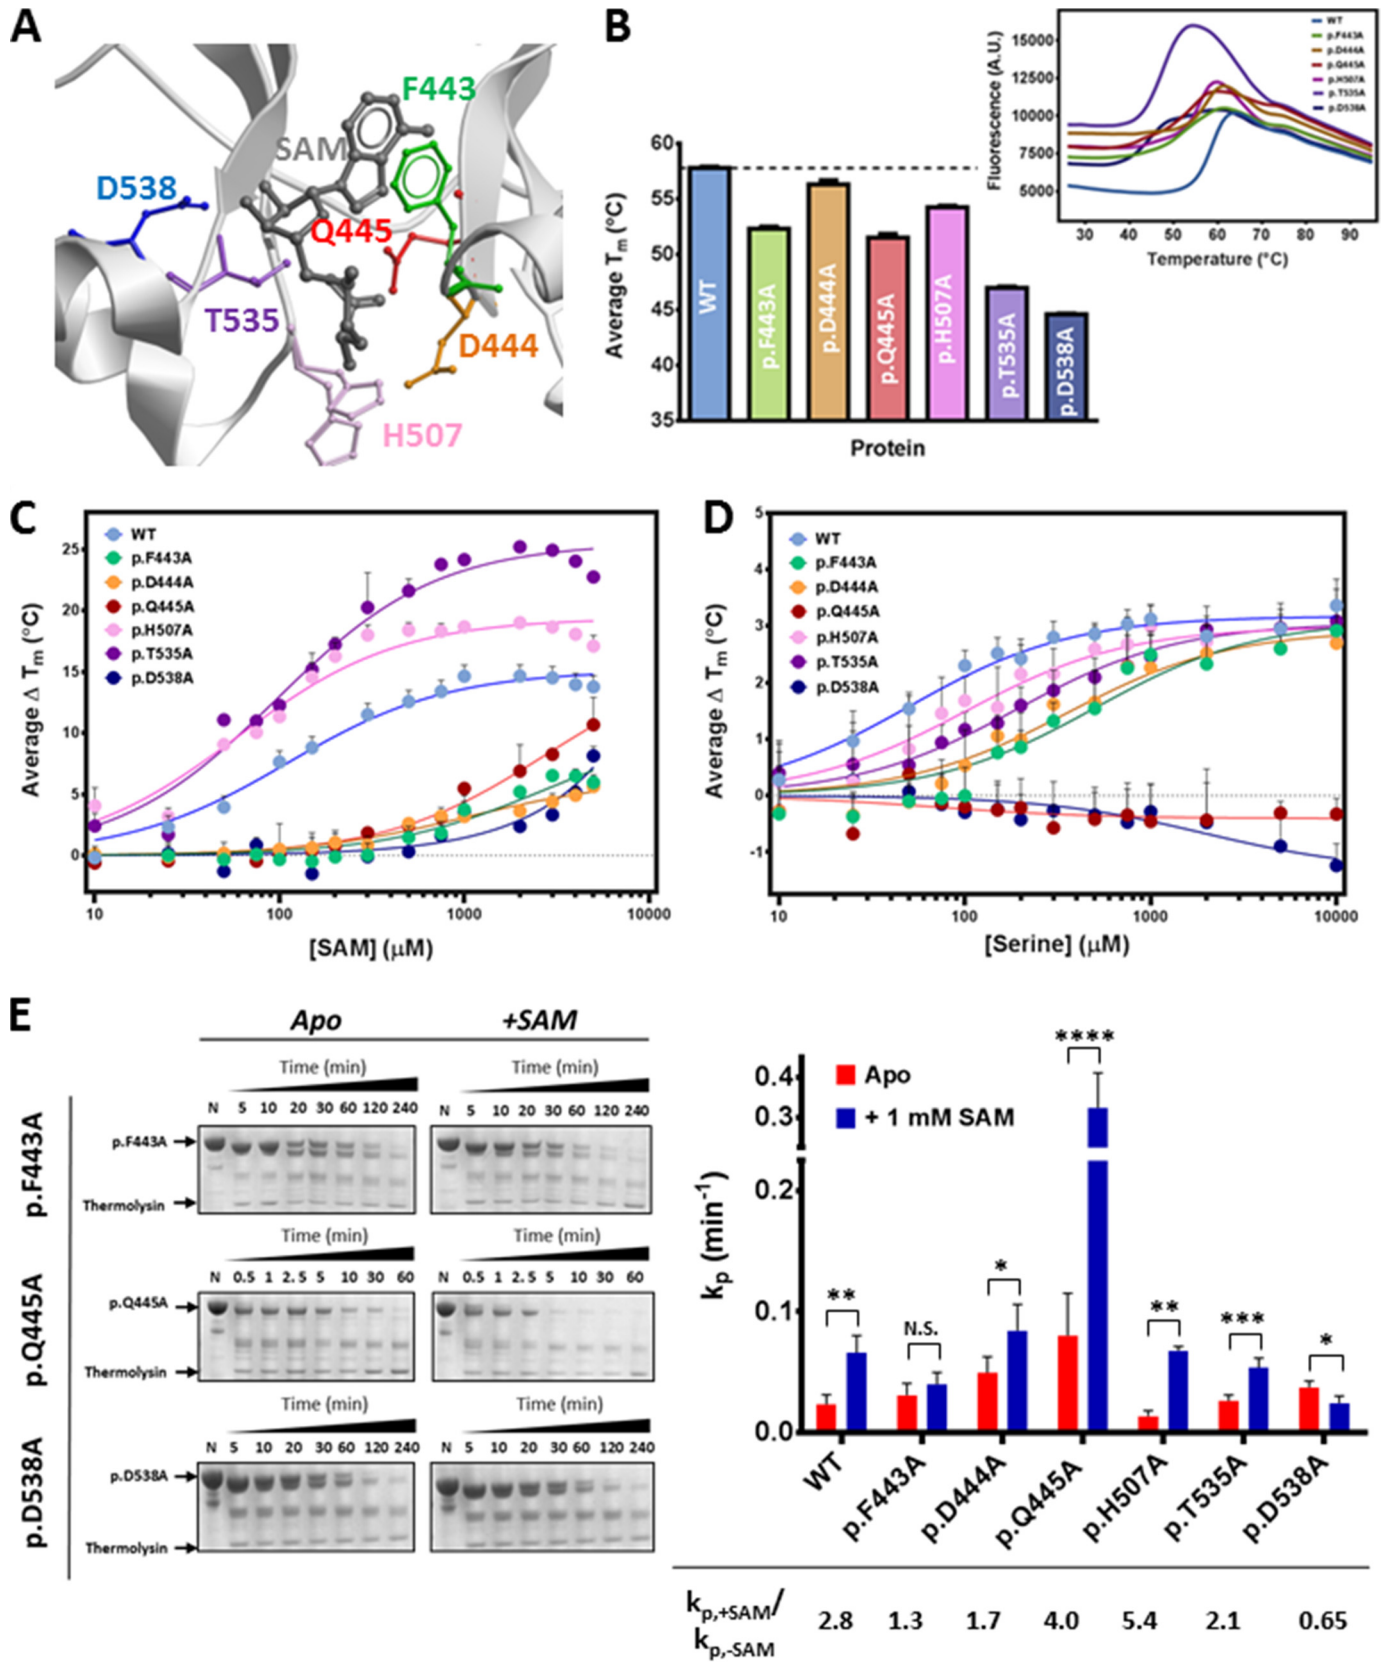 A
F443
SAM
D538
Q445
T535
D444
H507
B
Average Tm (°C)
60
55
50
45
40
35
WT
p.F443A
p.D444A
p.Q445A
p.H507A
p.T535A
p.D538A
Protein
Fluorescence (A.U.)
15000
12500
10000
7500
5000
WT
p.F443A
p.D444A
p.Q445A
p.H507A
p.T535A
p.D538A
30 40 50 60 70 80 90
Temperature (°C)
C
Average Δ Tm (°C)
25
20
15
10
5
0
WT
p.F443A
p.D444A
p.Q445A
p.H507A
p.T535A
p.D538A
10 100 1000 10000
[SAM] (μM)
D
Average Δ Tm (°C)
5
4
3
2
1
0
-1
WT
p.F443A
p.D444A
p.Q445A
p.H507A
p.T535A
p.D538A
10 100 1000 10000
[Serine] (μM)
E
Apo +SAM
p.F443A
Time (min) Time (min)
N 5 10 20 30 60 120 240 N 5 10 20 30 60 120 240
p.F443A
Thermolysin
p.Q445A
Time (min) Time (min)
N 0.5 1 2.5 5 10 30 60 N 0.5 1 2.5 5 10 30 60
p.Q445A
Thermolysin
p.D538A
Time (min) Time (min)
N 5 10 20 30 60 120 240 N 5 10 20 30 60 120 240
p.D538A
Thermolysin
kp (min-1)
0.4
0.3
0.2
0.1
0.0
Apo
+ 1 mM SAM
** N.S. * **** ** *** *
WT p.F443A p.D444A p.Q445A p.H507A p.T535A p.D538A
kp,+SAM/
kp,-SAM
2.8 1.3 1.7 4.0 5.4 2.1 0.65